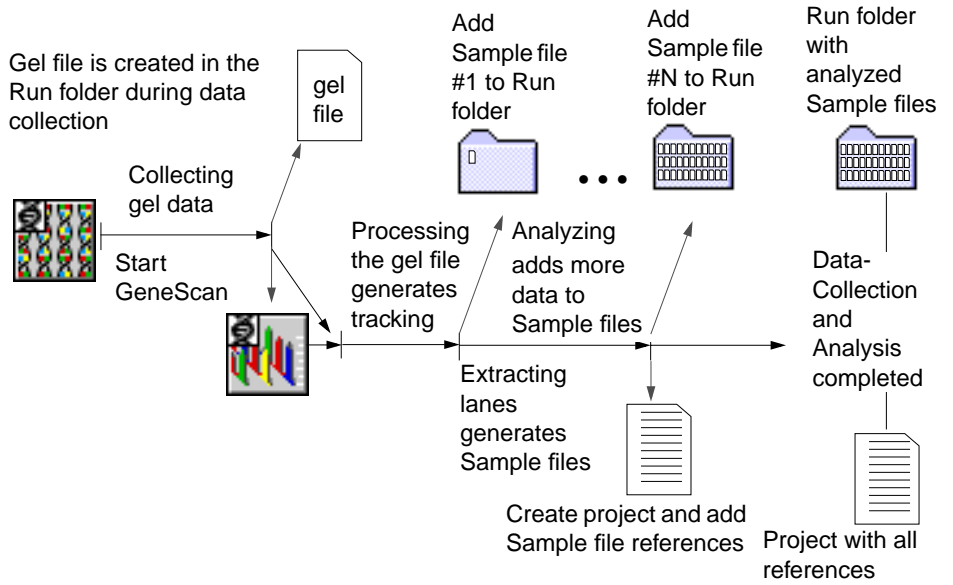 Gel file is created in the
Run folder during data
collection
gel
file
Add
Sample file
#1 to Run
folder
Add
Sample file
#N to Run
folder
Run folder
with
analyzed
Sample files
Collecting
gel data
Start
GeneScan
Processing
the gel file
generates
tracking
Analyzing
adds more
data to
Sample files
Extracting
lanes
generates
Sample files
Data-
Collection
and
Analysis
completed
Create project and add
Sample file references
Project with all
references